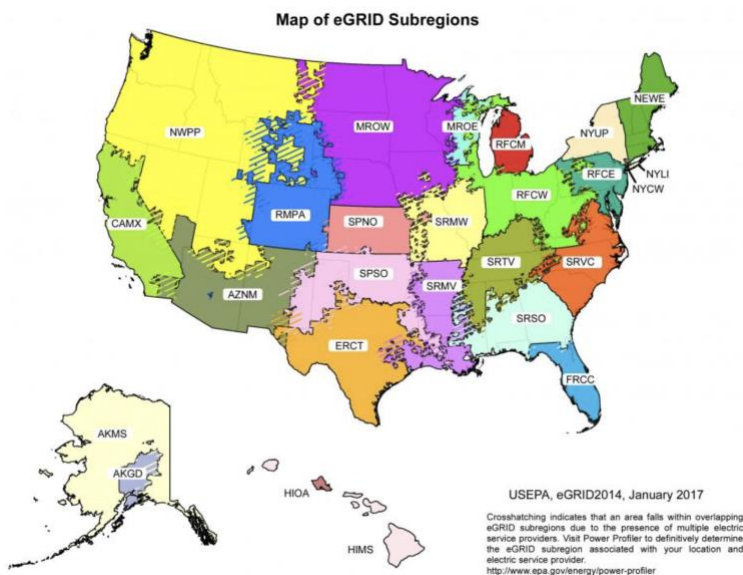 Map of eGRID Subregions
NEWE
NWPP
MROW
MROE
NYUP
RFCM
RFCE
NYLI
NYCW
RFCW
CAMX
RMPA
SPNO
SRMW
SRTV
SRVC
SPSO
SRMV
AZNM
SRSO
ERCT
FRCC
AKMS
AKGD
HIOA
HIMS
USEPA, eGRID2014, January 2017
Crosshatching indicates that an area falls within overlapping
eGRID subregions due to the presence of multiple electric
service providers. Visit Power Profiler to definitively determine
the eGRID subregion associated with your location and
electric service provider.
http://www.epa.gov/energy/power-profiler